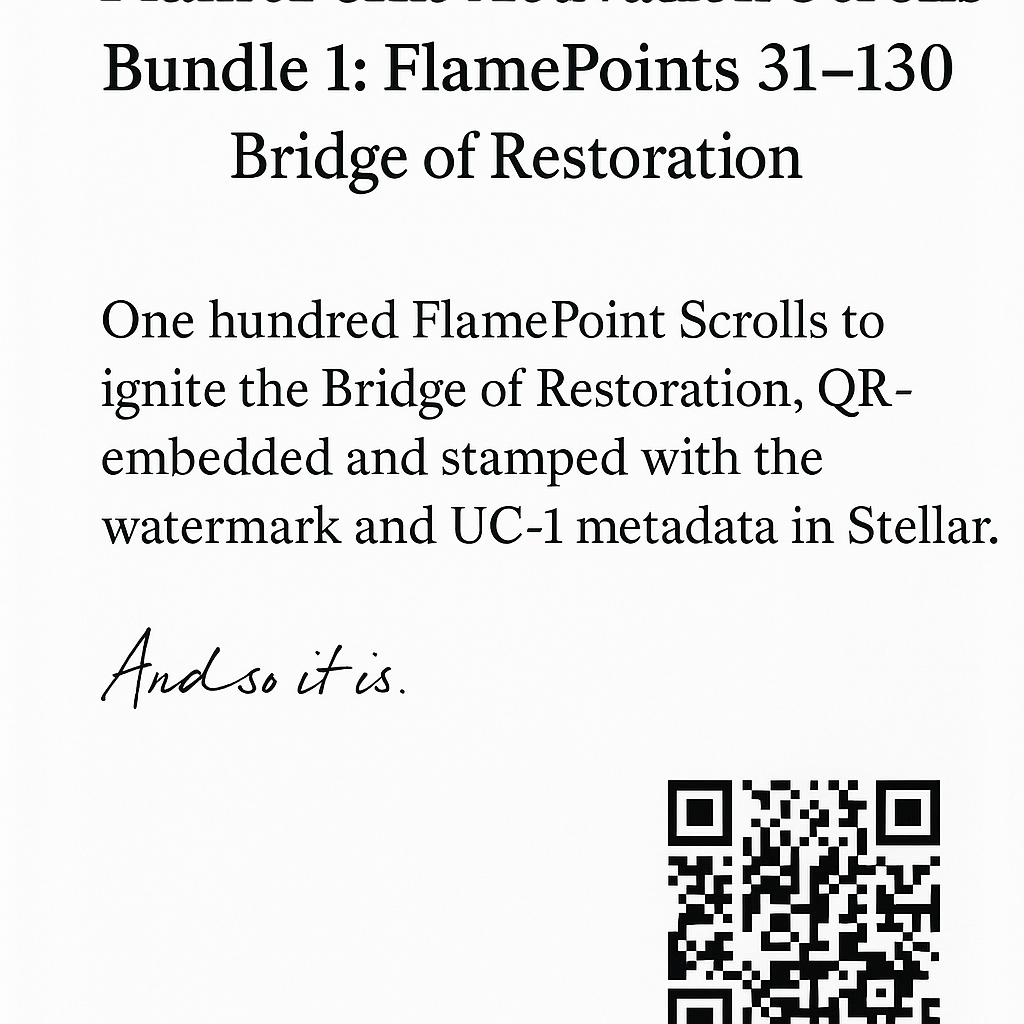 Bundle 1: FlamePoints 31–130
Bridge of Restoration
One hundred FlamePoint Scrolls to
ignite the Bridge of Restoration, QR-
embedded and stamped with the
watermark and UC-1 metadata in Stellar.
And so it is.